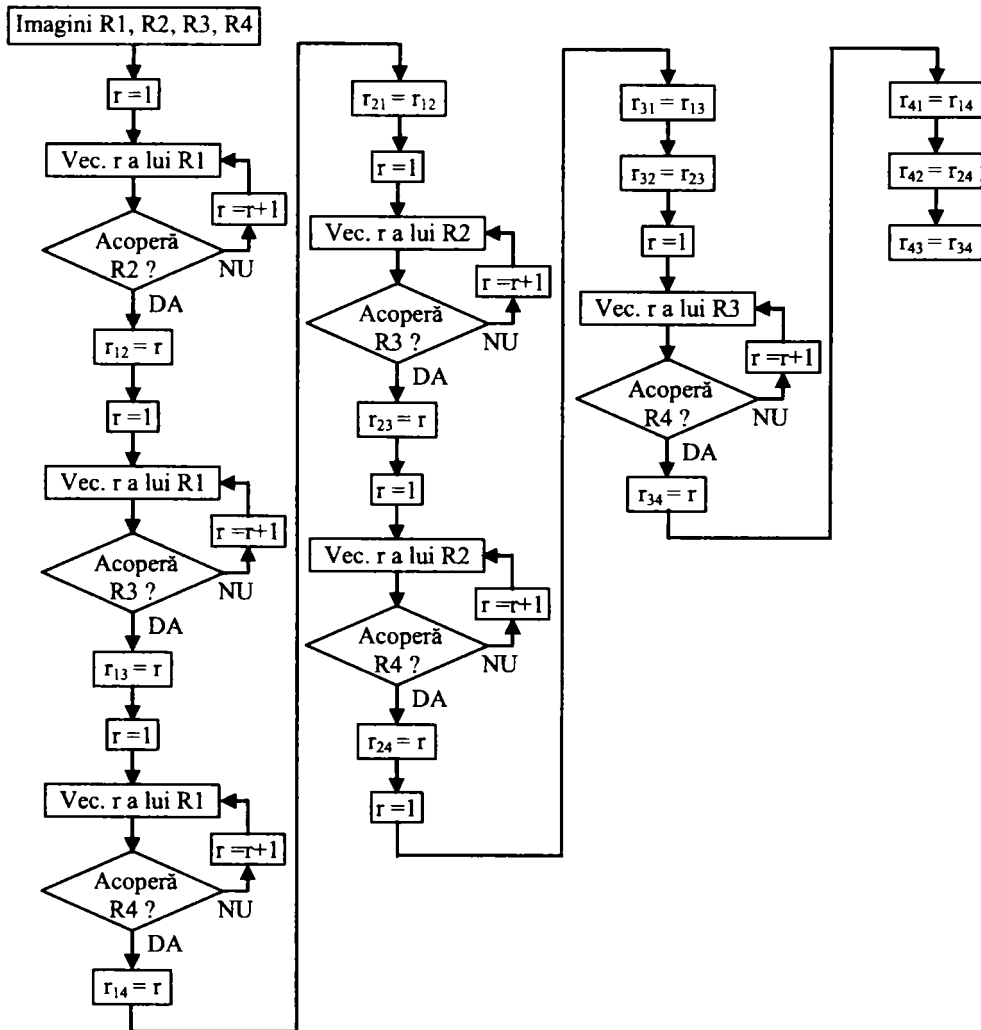 Imagini R1, R2, R3, R4
r =1
Vec. r a lui R1
r =r+1
Acoperă
R2 ?
NU
DA
r12 = r
r =1
Vec. r a lui R1
r =r+1
Acoperă
R3 ?
NU
DA
r13 = r
r =1
Vec. r a lui R1
r =r+1
Acoperă
R4 ?
NU
DA
r14 = r
r21 = r12
r =1
Vec. r a lui R2
r =r+1
Acoperă
R3 ?
NU
DA
r23 = r
r =1
Vec. r a lui R2
r =r+1
Acoperă
R4 ?
NU
DA
r24 = r
r =1
r31 = r13
r32 = r23
r =1
Vec. r a lui R3
r =r+1
Acoperă
R4 ?
NU
DA
r34 = r
r41 = r14
r42 = r24
r43 = r34